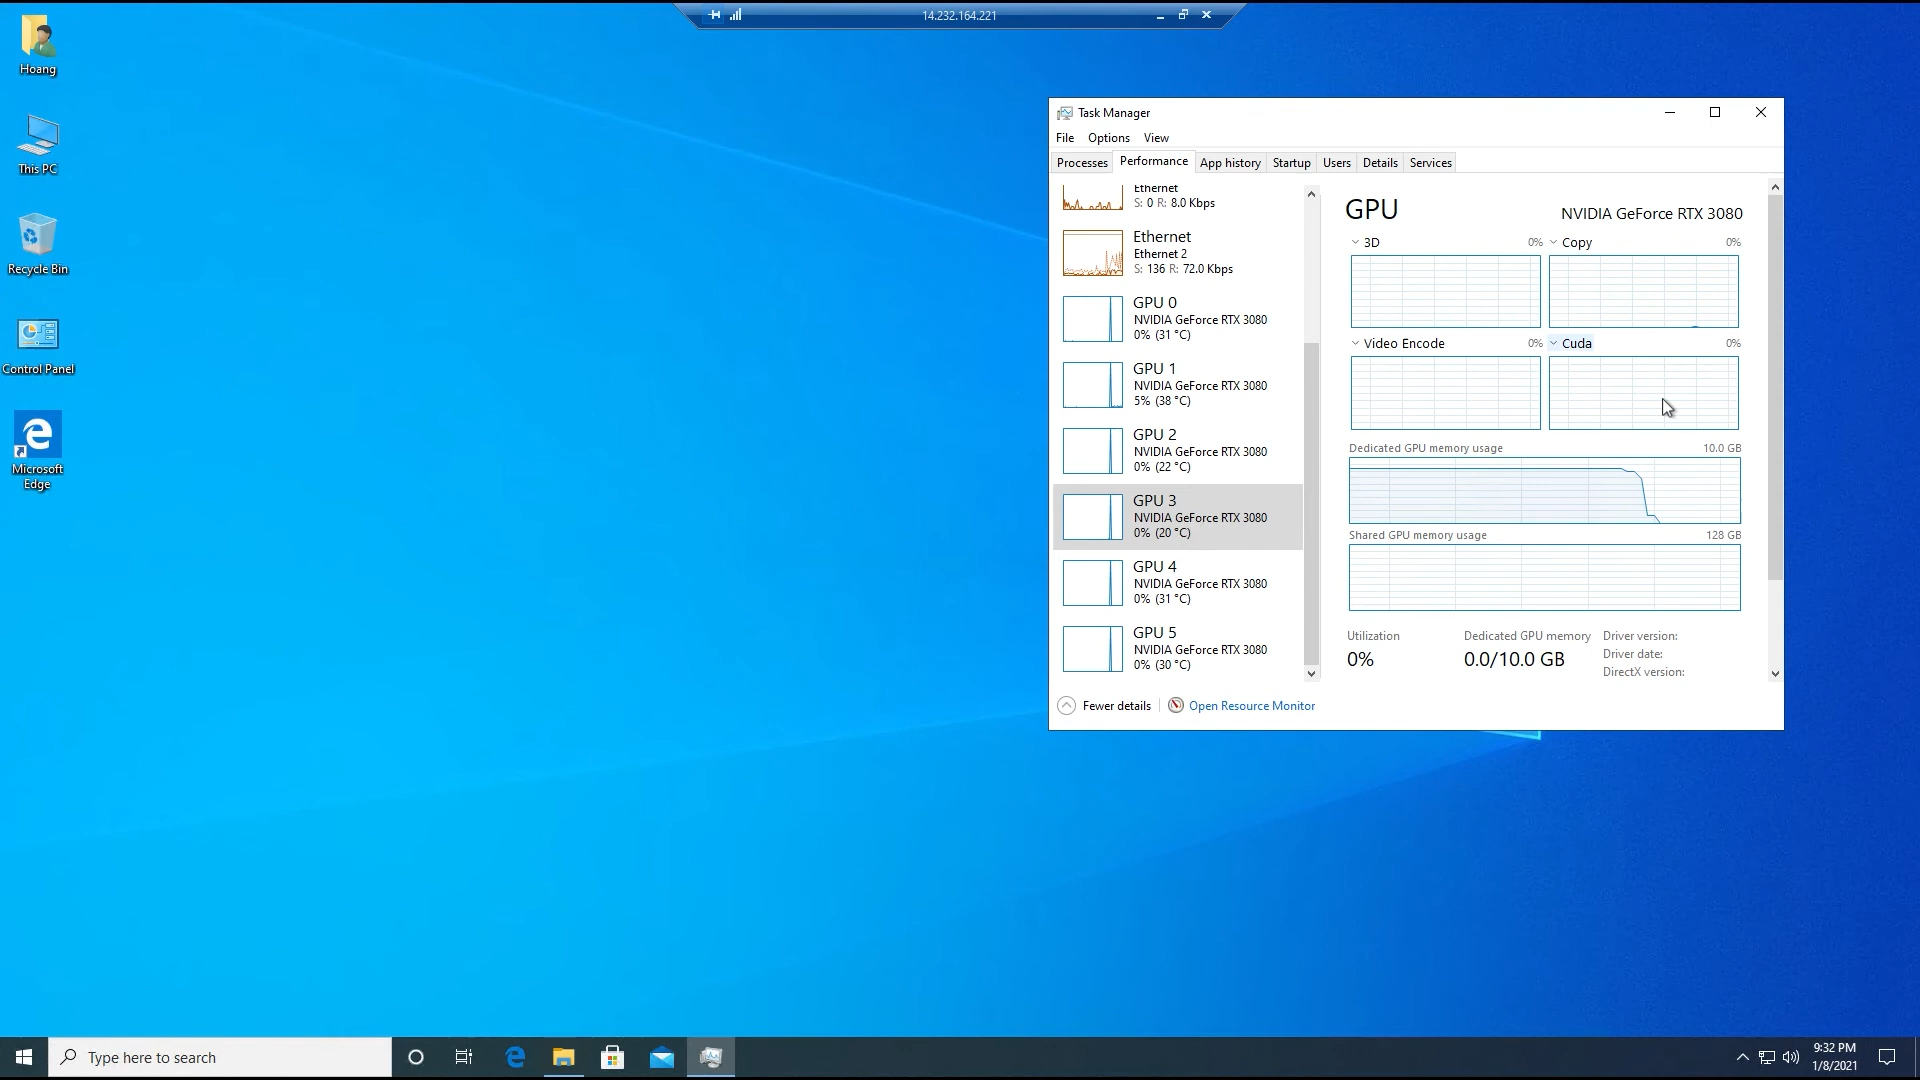 14.232.164.221
Hoang
This PC
Recycle Bin
Control Panel
Microsoft
Edge
Task Manager
File Options View
Processes Performance App history Startup Users Details Services
Ethernet
S: 0 R: 8.0 Kbps
Ethernet
Ethernet 2
S: 136 R: 72.0 Kbps
GPU 0
NVIDIA GeForce RTX 3080
0% (31 °C)
GPU 1
NVIDIA GeForce RTX 3080
5% (38 °C)
GPU 2
NVIDIA GeForce RTX 3080
0% (22 °C)
GPU 3
NVIDIA GeForce RTX 3080
0% (20 °C)
GPU 4
NVIDIA GeForce RTX 3080
0% (31 °C)
GPU 5
NVIDIA GeForce RTX 3080
0% (30 °C)
GPU NVIDIA GeForce RTX 3080
3D 0% Copy 0%
Video Encode 0% Cuda 0%
Dedicated GPU memory usage 10.0 GB
Shared GPU memory usage 128 GB
Utilization Dedicated GPU memory Driver version:
0% 0.0/10.0 GB Driver date:
DirectX version:
Fewer details Open Resource Monitor
Type here to search
9:32 PM
1/8/2021